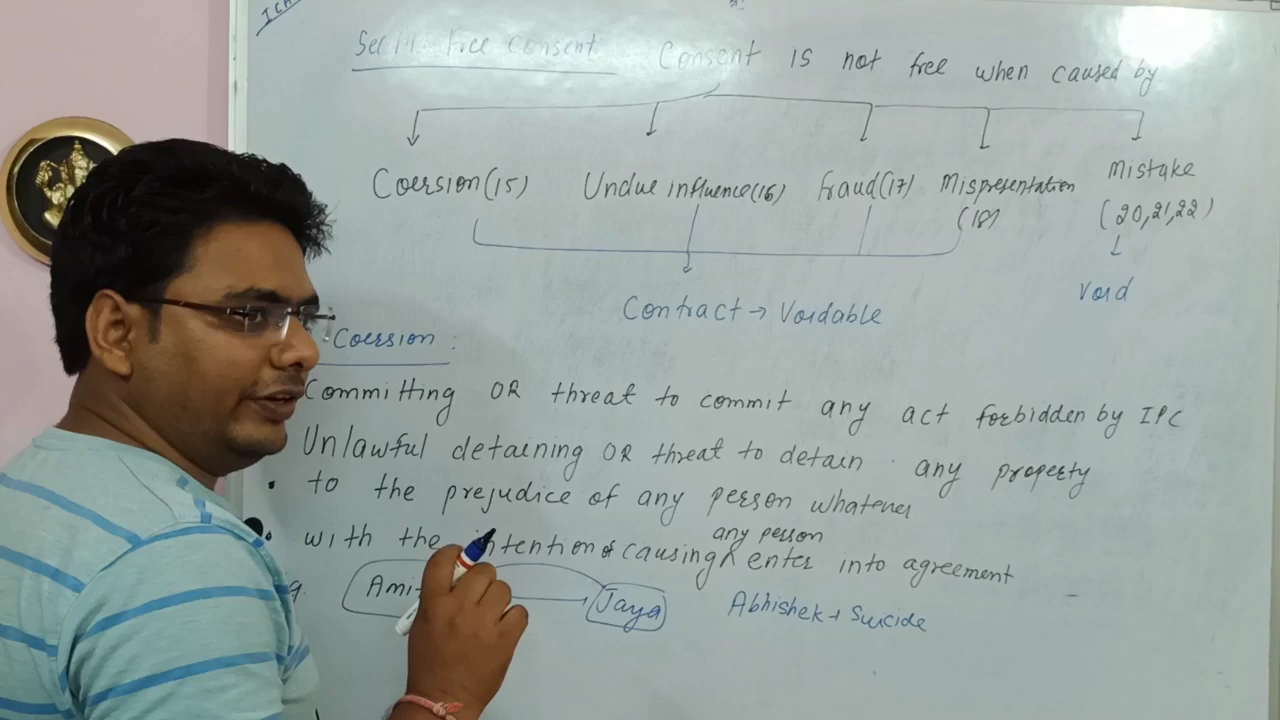 Sec 14 Free Consent Consent is not free when caused by
Coersion(15) Undue influence(16) fraud(17) Mispresentation Mistake
(18) (20,21,22)
Void
Contract → Voidable
Coersion :
Committing OR threat to commit any act forbidden by IPC
Unlawful detaining OR threat to detain any property
• to the prejudice of any person whatever
any person
• with the intention of causing enter into agreement
Jaya Abhishek + Suicide